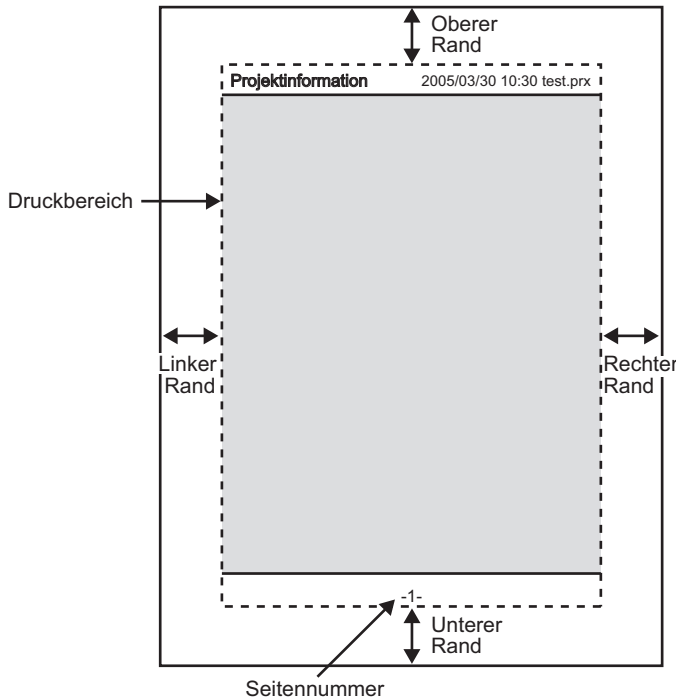 Oberer
Rand
Projektinformation 2005/03/30 10:30 test.prx
Druckbereich
Linker
Rand
Rechter
Rand
-1-
Unterer
Rand
Seitennummer